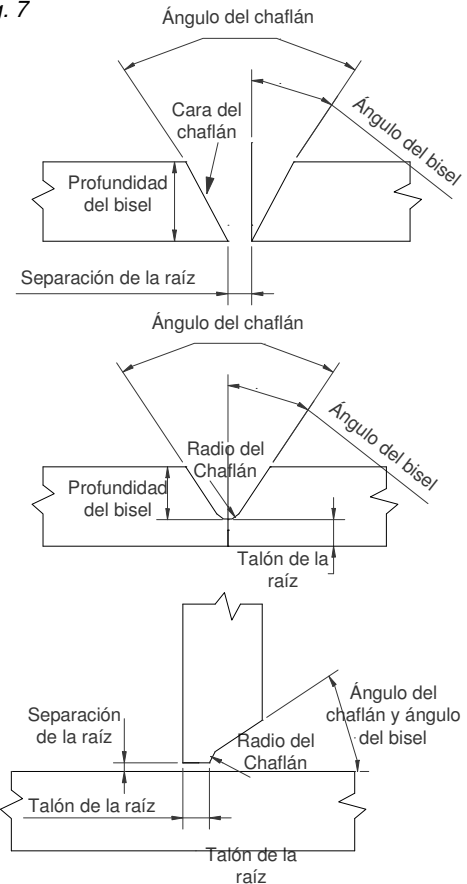 g. 7
Ángulo del chaflán
Cara del
chaflán
Ángulo del bisel
Profundidad
del bisel
Separación de la raíz
Ángulo del chaflán
Radio del
Chaflán
Ángulo del bisel
Profundidad
del bisel
Talón de la
raíz
Separación
de la raíz
Radio del
Chaflán
Ángulo del
chaflán y ángulo
del bisel
Talón de la raíz
Talón de la
raíz